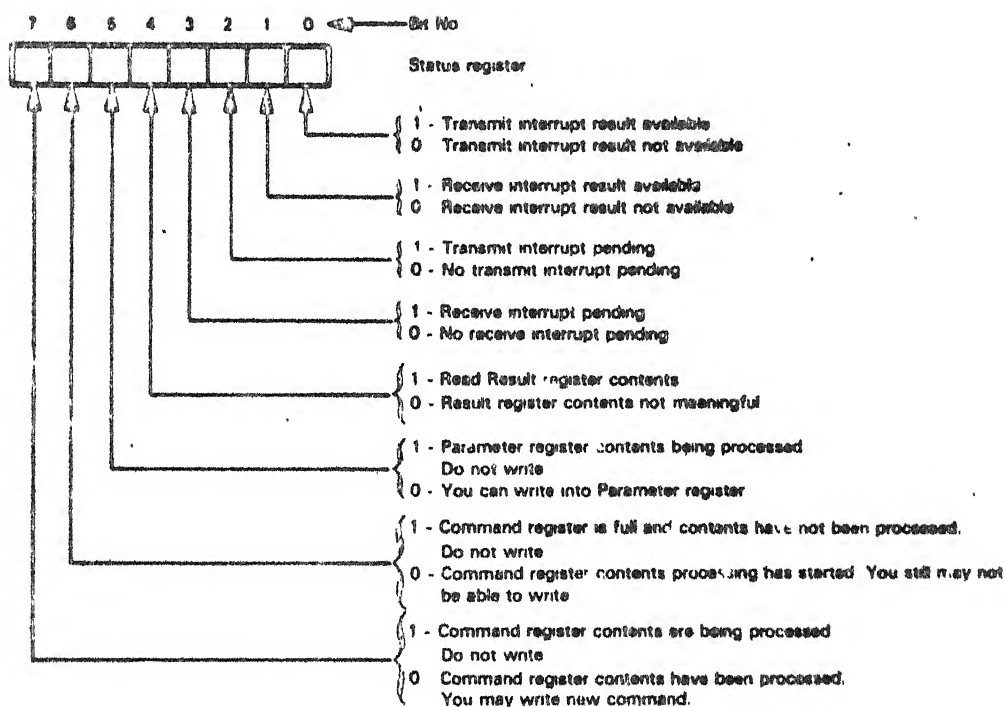 7 6 5 4 3 2 1 0 Bit No
Status register
1 - Transmit interrupt result available
0 Transmit interrupt result not available
1 - Receive interrupt result available
0 Receive interrupt result not available
1 - Transmit interrupt pending
0 - No transmit interrupt pending
1 - Receive interrupt pending
0 - No receive interrupt pending
1 - Read Result register contents
0 - Result register contents not meaningful
1 - Parameter register contents being processed
Do not write
0 - You can write into Parameter register
1 - Command register is full and contents have not been processed.
Do not write
0 - Command register contents processing has started You still may not
be able to write
1 - Command register contents are being processed
Do not write
0 Command register contents have been processed.
You may write new command.